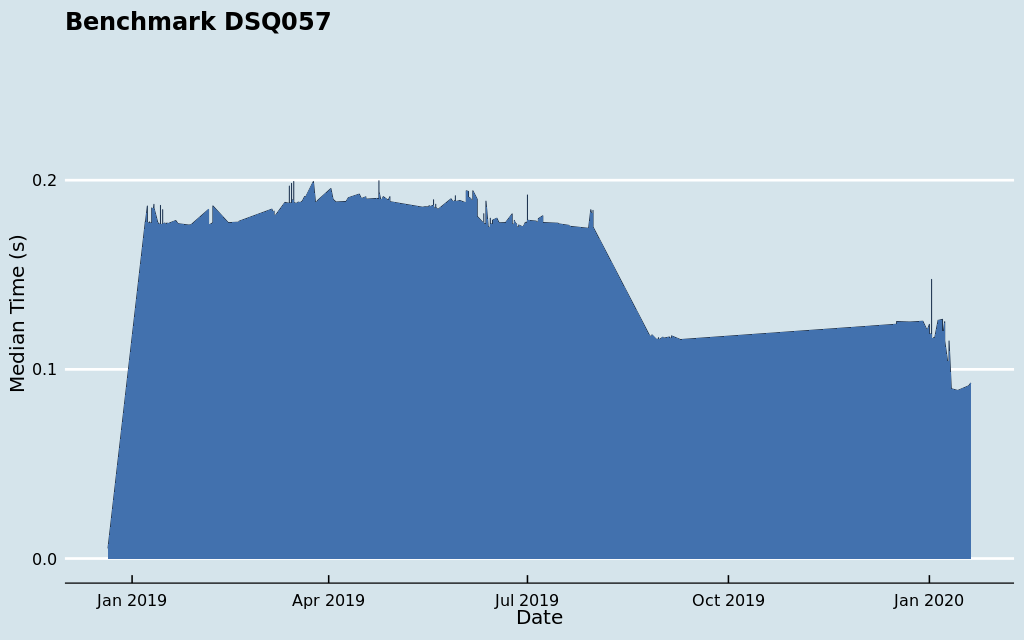 Benchmark DSQ057
Median Time (s)
0.2
0.1
0.0
Jan 2019
Apr 2019
Jul 2019
Oct 2019
Jan 2020
Date